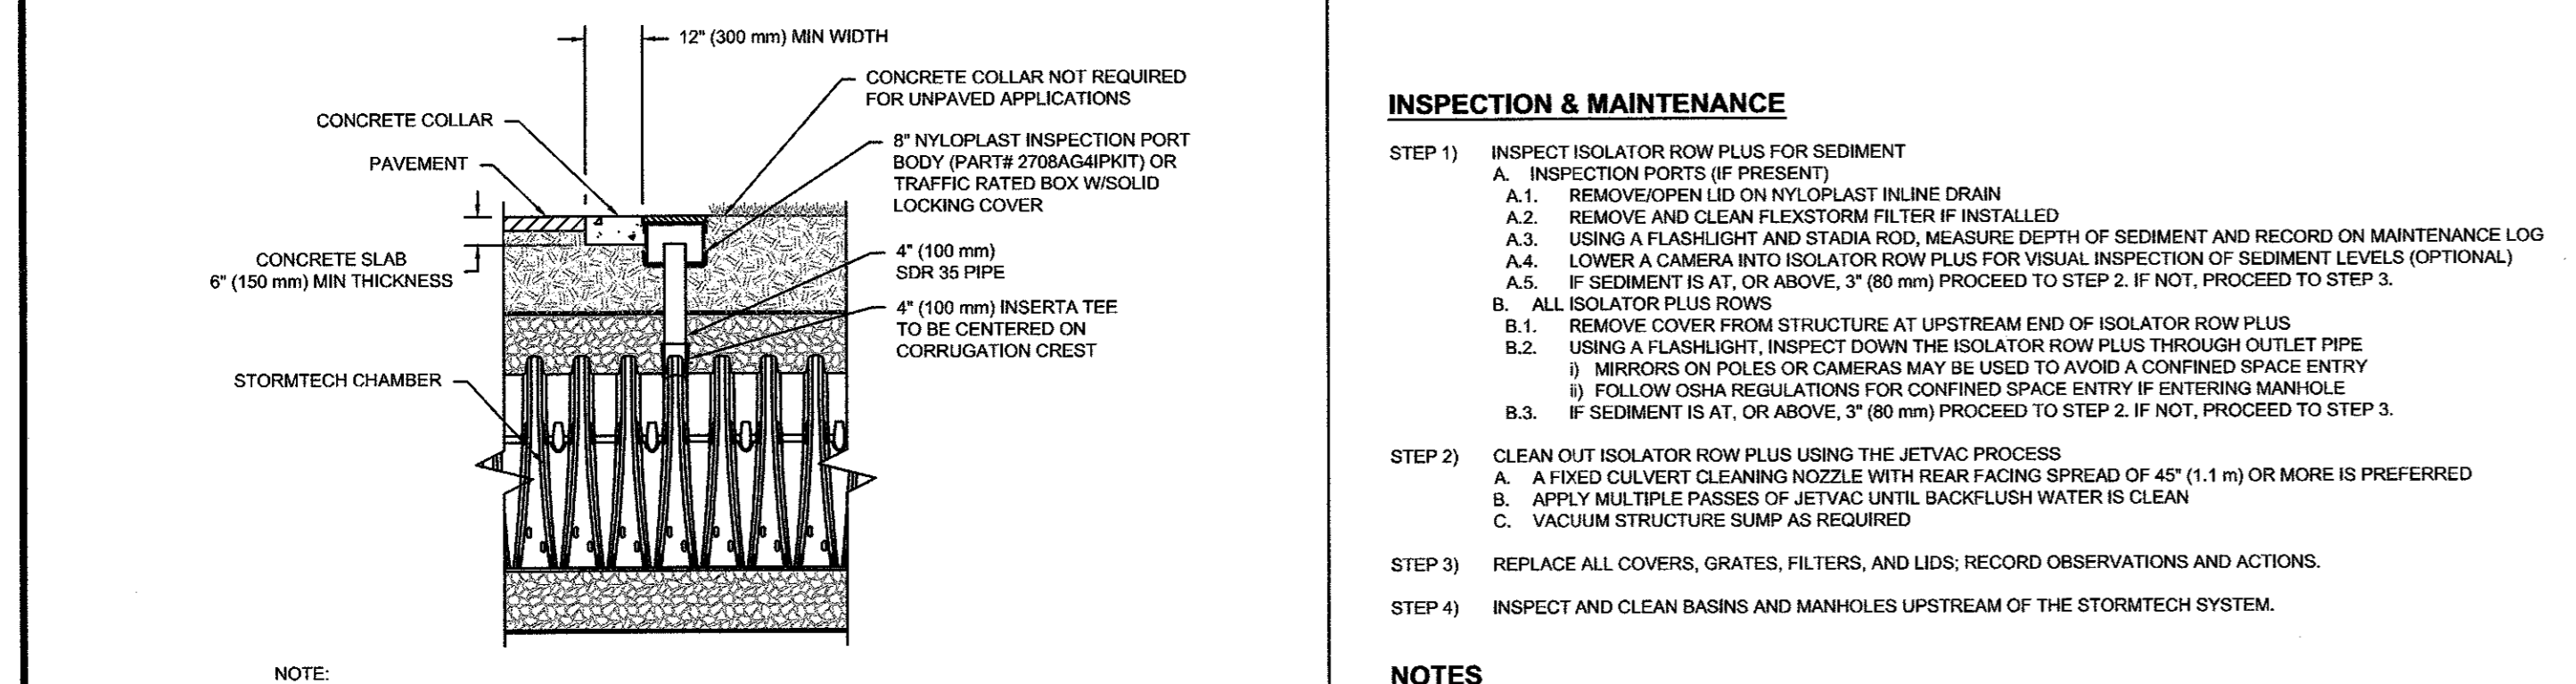 12" (300 mm) MIN WIDTH
CONCRETE COLLAR NOT REQUIRED
FOR UNPAVED APPLICATIONS
CONCRETE COLLAR
PAVEMENT
8" NYLOPLAST INSPECTION PORT
BODY (PART# 2708AG4IPKIT) OR
TRAFFIC RATED BOX W/SOLID
LOCKING COVER
CONCRETE SLAB
6" (150 mm) MIN THICKNESS
4" (100 mm)
SDR 35 PIPE
4" (100 mm) INSERTA TEE
TO BE CENTERED ON
CORRUGATION CREST
STORMTECH CHAMBER
NOTE:
INSPECTION & MAINTENANCE
STEP 1) INSPECT ISOLATOR ROW PLUS FOR SEDIMENT
A. INSPECTION PORTS (IF PRESENT)
A.1. REMOVE/OPEN LID ON NYLOPLAST INLINE DRAIN
A.2. REMOVE AND CLEAN FLEXSTORM FILTER IF INSTALLED
A.3. USING A FLASHLIGHT AND STADIA ROD, MEASURE DEPTH OF SEDIMENT AND RECORD ON MAINTENANCE LOG
A.4. LOWER A CAMERA INTO ISOLATOR ROW PLUS FOR VISUAL INSPECTION OF SEDIMENT LEVELS (OPTIONAL)
A.5. IF SEDIMENT IS AT, OR ABOVE, 3" (80 mm) PROCEED TO STEP 2. IF NOT, PROCEED TO STEP 3.
B. ALL ISOLATOR PLUS ROWS
B.1. REMOVE COVER FROM STRUCTURE AT UPSTREAM END OF ISOLATOR ROW PLUS
B.2. USING A FLASHLIGHT, INSPECT DOWN THE ISOLATOR ROW PLUS THROUGH OUTLET PIPE
i) MIRRORS ON POLES OR CAMERAS MAY BE USED TO AVOID A CONFINED SPACE ENTRY
ii) FOLLOW OSHA REGULATIONS FOR CONFINED SPACE ENTRY IF ENTERING MANHOLE
B.3. IF SEDIMENT IS AT, OR ABOVE, 3" (80 mm) PROCEED TO STEP 2. IF NOT, PROCEED TO STEP 3.
STEP 2) CLEAN OUT ISOLATOR ROW PLUS USING THE JETVAC PROCESS
A. A FIXED CULVERT CLEANING NOZZLE WITH REAR FACING SPREAD OF 45" (1.1 m) OR MORE IS PREFERRED
B. APPLY MULTIPLE PASSES OF JETVAC UNTIL BACKFLUSH WATER IS CLEAN
C. VACUUM STRUCTURE SUMP AS REQUIRED
STEP 3) REPLACE ALL COVERS, GRATES, FILTERS, AND LIDS; RECORD OBSERVATIONS AND ACTIONS.
STEP 4) INSPECT AND CLEAN BASINS AND MANHOLES UPSTREAM OF THE STORMTECH SYSTEM.
NOTES